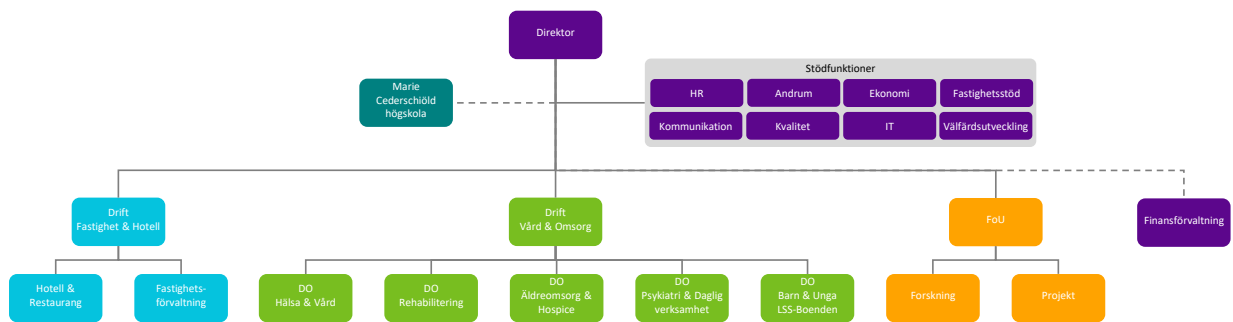 Direktor
Stödfunktioner
HR
Andrum
Ekonomi
Fastighetsstöd
Kommunikation
Kvalitet
IT
Välfärdsutveckling
Marie
Cederschiöld
högskola
Drift
Fastighet & Hotell
Drift
Vård & Omsorg
FoU
Finansförvaltning
Hotell &
Restaurang
Fastighets-
förvaltning
DO
Hälsa & Vård
DO
Rehabilitering
DO
Äldreomsorg &
Hospice
DO
Psykiatri & Daglig
verksamhet
DO
Barn & Unga
LSS-Boenden
Forskning
Projekt